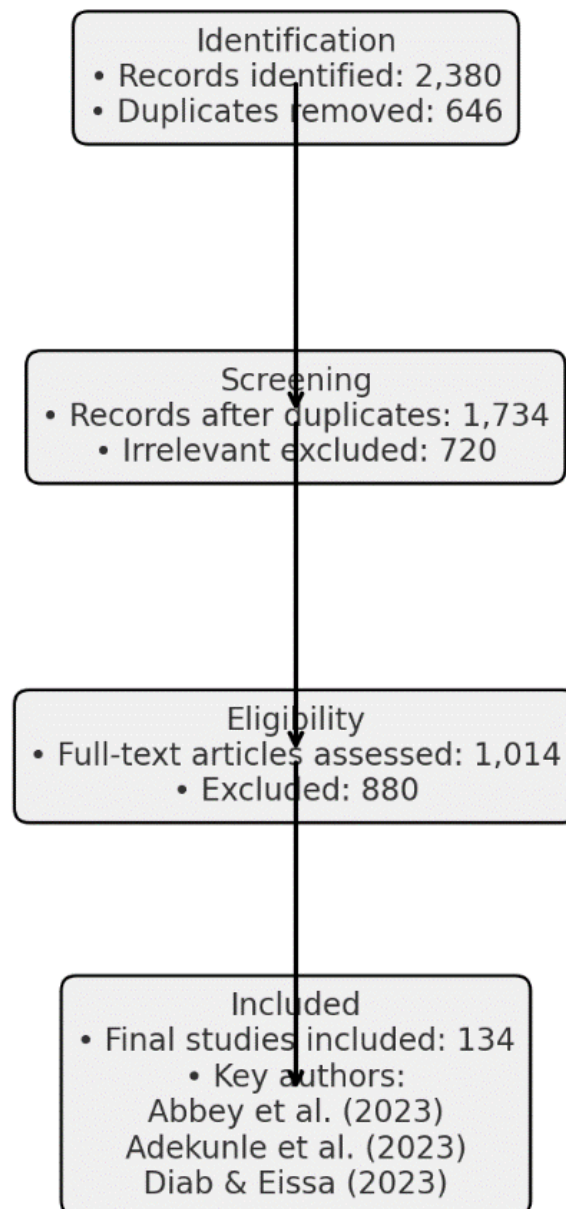 Identification
• Records identified: 2,380
• Duplicates removed: 646
Screening
• Records after duplicates: 1,734
• Irrelevant excluded: 720
Eligibility
• Full-text articles assessed: 1,014
• Excluded: 880
Included
• Final studies included: 134
• Key authors:
Abbey et al. (2023)
Adekunle et al. (2023)
Diab & Eissa (2023)